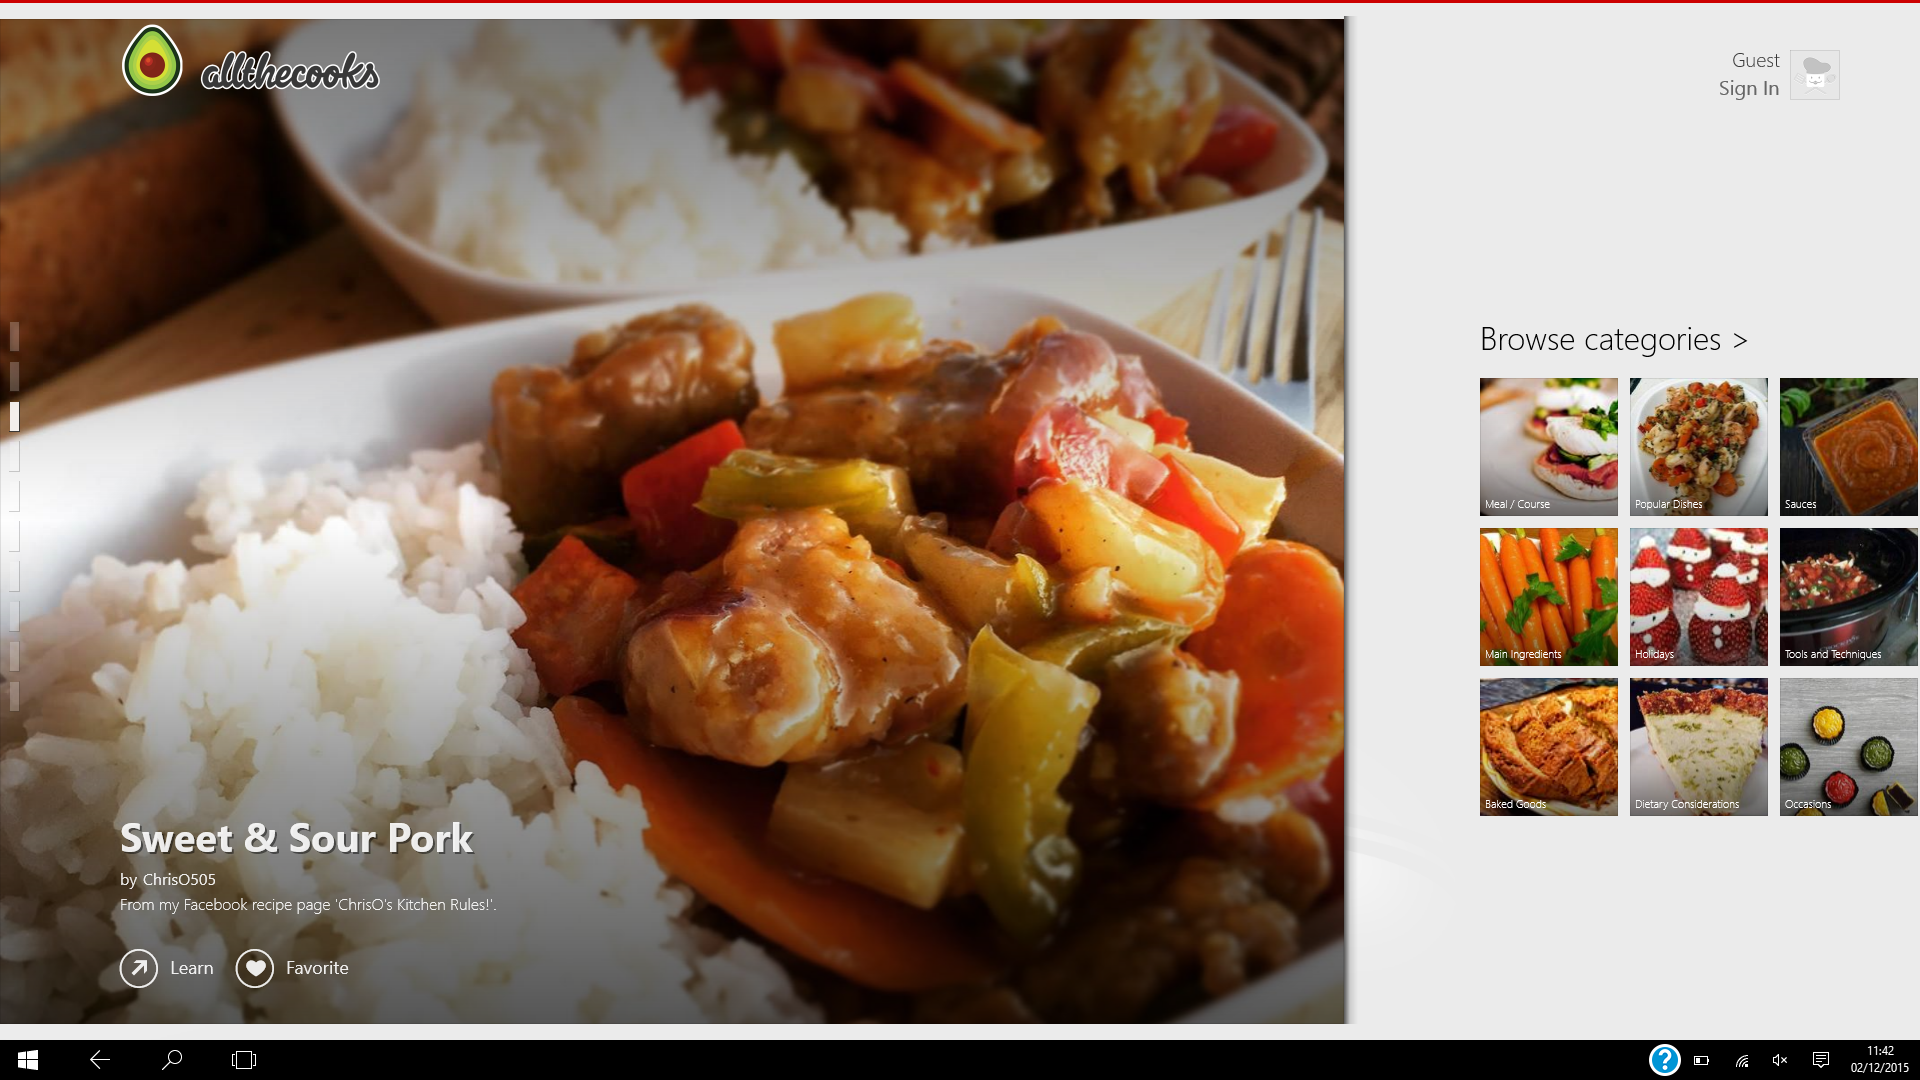 allthecooks
Guest
Sign In
Browse categories >
Meal / Course
Popular Dishes
Sauces
Main Ingredients
Holidays
Tools and Techniques
Baked Goods
Dietary Considerations
Occasions
Sweet & Sour Pork
by ChrisO505
From my Facebook recipe page 'ChrisO's Kitchen Rules!'.
Learn
Favorite
?
11:42
02/12/2015